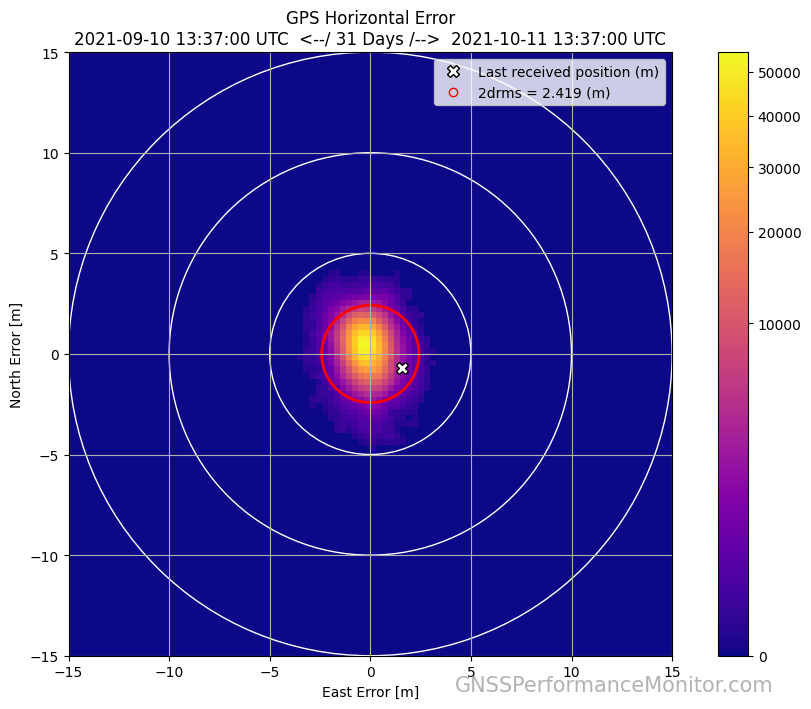 GPS Horizontal Error
2021-09-10 13:37:00 UTC  <--/ 31 Days /-->  2021-10-11 13:37:00 UTC
Last received position (m)
2drms = 2.419 (m)
15
10
5
0
−5
−10
−15
North Error [m]
−15
−10
−5
0
5
10
15
East Error [m]
50000
40000
30000
20000
10000
0
GNSSPerformanceMonitor.com